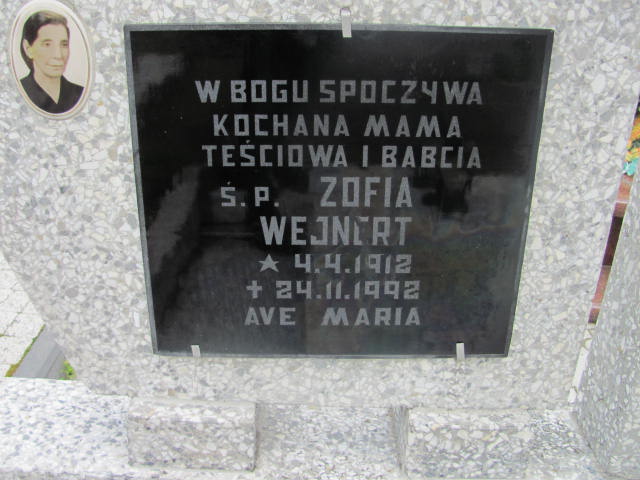 W BOGU SPOCZYWA
KOCHANA MAMA
TEŚCIOWA I BABCIA
Ś.P. ZOFIA
WEJNERT
★ 4.4.1912
✝ 24.11.1992
AVE MARIA